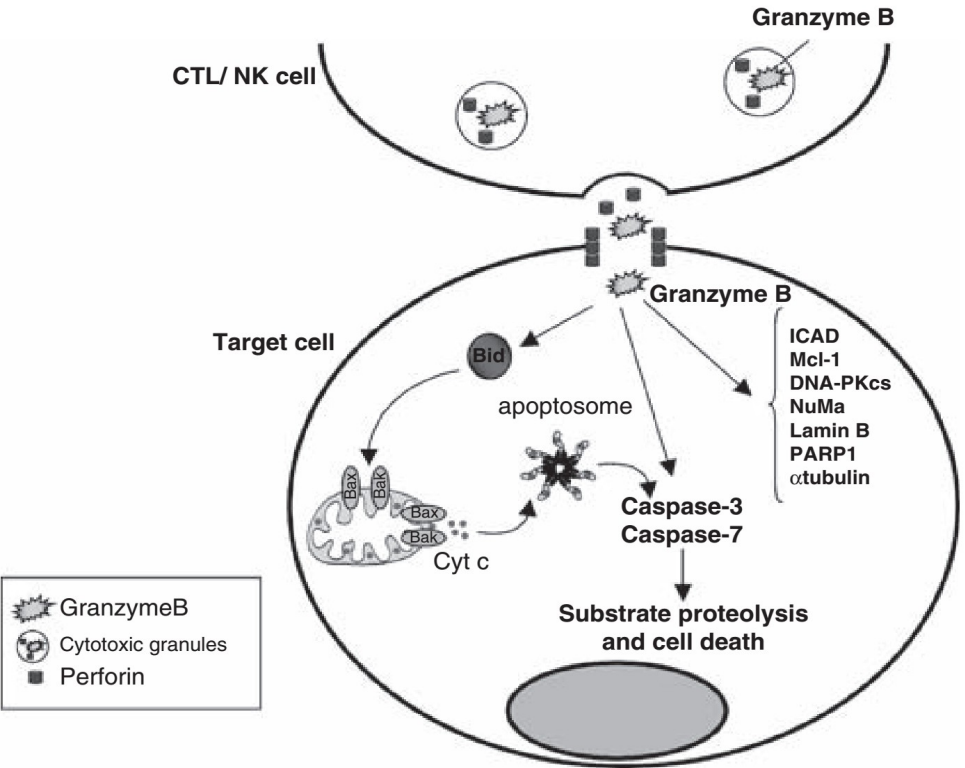 Granzyme B
CTL/ NK cell
Granzyme B
Target cell
Bid
ICAD
Mcl-1
DNA-PKcs
NuMa
Lamin B
PARP1
αtubulin
apoptosome
Bax
Bak
Bax
Bak
Cyt c
Caspase-3
Caspase-7
Substrate proteolysis
and cell death
GranzymeB
Cytotoxic granules
Perforin